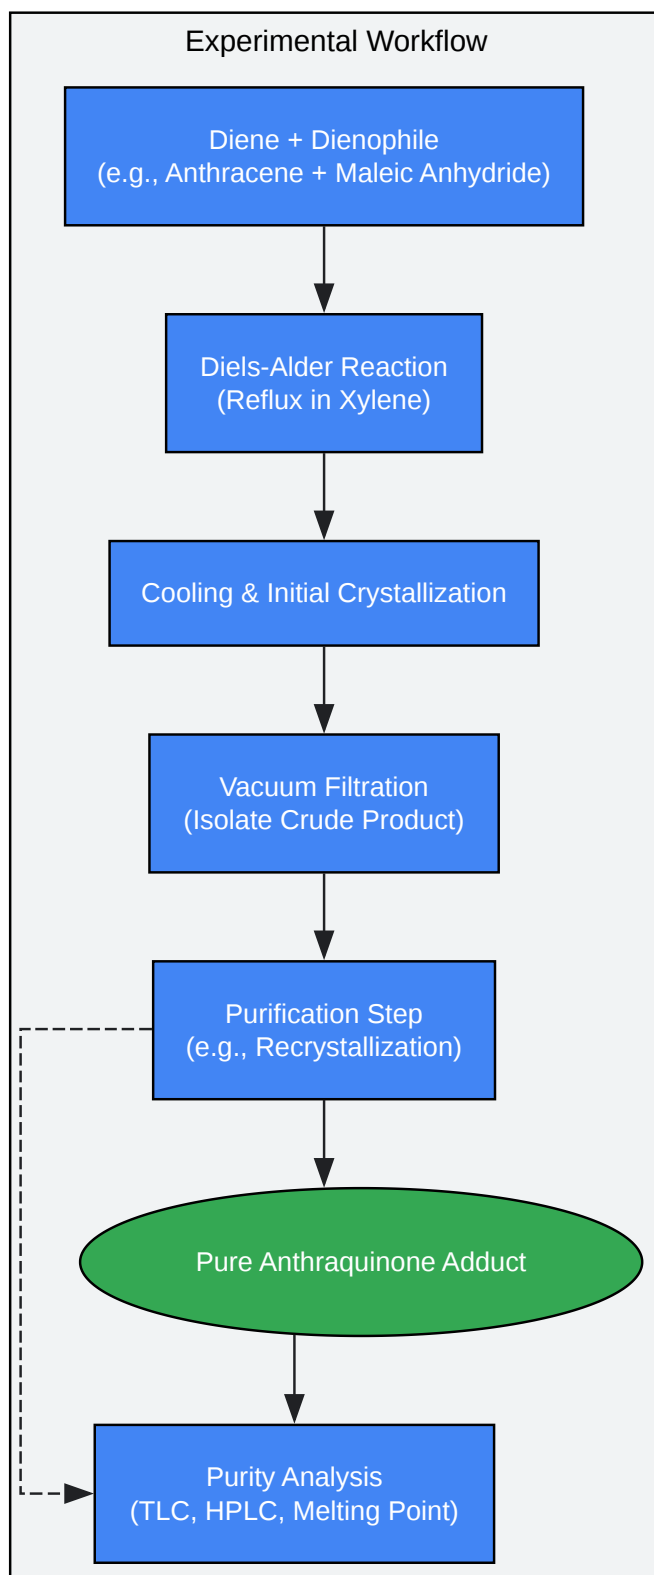 Experimental Workflow
Diene + Dienophile
(e.g., Anthracene + Maleic Anhydride)
Diels-Alder Reaction
(Reflux in Xylene)
Cooling & Initial Crystallization
Vacuum Filtration
(Isolate Crude Product)
Purification Step
(e.g., Recrystallization)
Pure Anthraquinone Adduct
Purity Analysis
(TLC, HPLC, Melting Point)